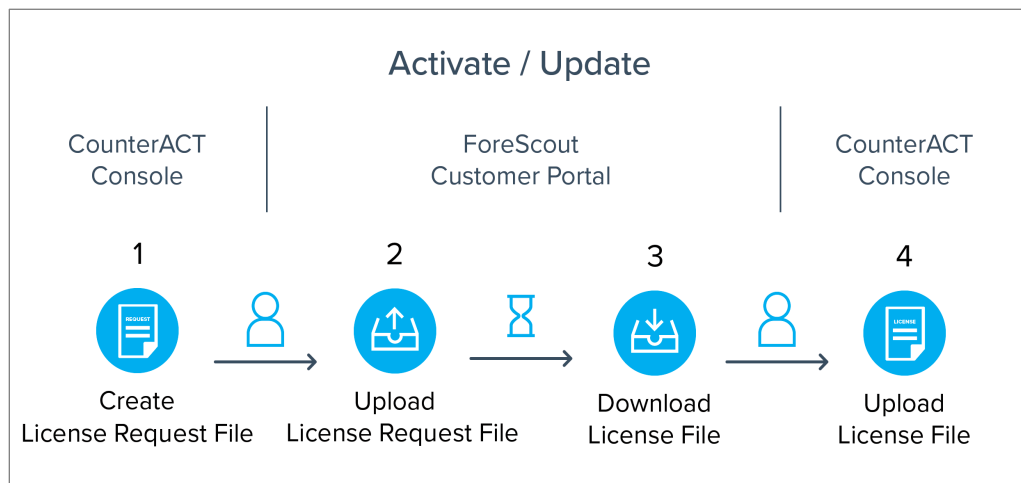 Activate / Update
CounterACT
Console
ForeScout
Customer Portal
CounterACT
Console
1
2
3
4
REQUEST
LICENSE
Create
License Request File
Upload
License Request File
Download
License File
Upload
License File